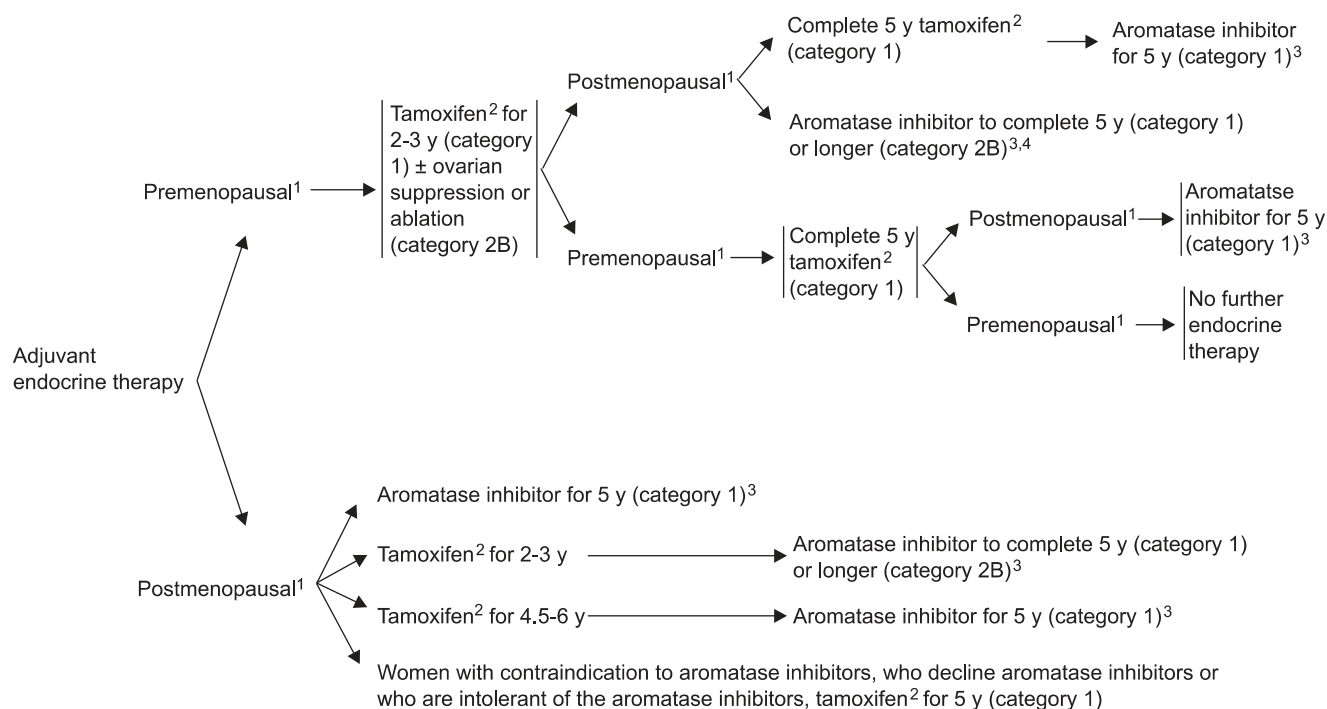 Complete 5 y tamoxifen²
(category 1)
Aromatase inhibitor
for 5 y (category 1)³
Postmenopausal¹
Tamoxifen² for
2-3 y (category
1) ± ovarian
suppression or
ablation
(category 2B)
Aromatase inhibitor to complete 5 y (category 1)
or longer (category 2B)³,⁴
Premenopausal¹
Premenopausal¹
Complete 5 y
tamoxifen²
(category 1)
Postmenopausal¹
Aromatatse
inhibitor for 5 y
(category 1)³
Premenopausal¹
No further
endocrine
therapy
Adjuvant
endocrine therapy
Postmenopausal¹
Aromatase inhibitor for 5 y (category 1)³
Tamoxifen² for 2-3 y
Aromatase inhibitor to complete 5 y (category 1)
or longer (category 2B)³
Tamoxifen² for 4.5-6 y
Aromatase inhibitor for 5 y (category 1)³
Women with contraindication to aromatase inhibitors, who decline aromatase inhibitors or
who are intolerant of the aromatase inhibitors, tamoxifen² for 5 y (category 1)